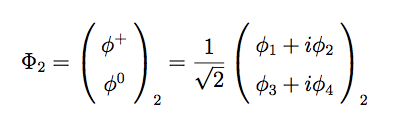 Φ₂ = ( φ⁺ φ⁰ )₂ = 1/√2 ( φ₁ + iφ₂ φ₃ + iφ₄ )₂